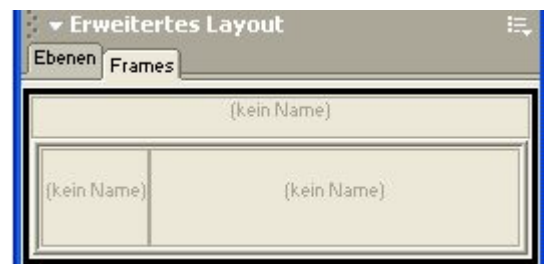 Erweitertes Layout
Ebenen Frames
(kein Name)
(kein Name) (kein Name)